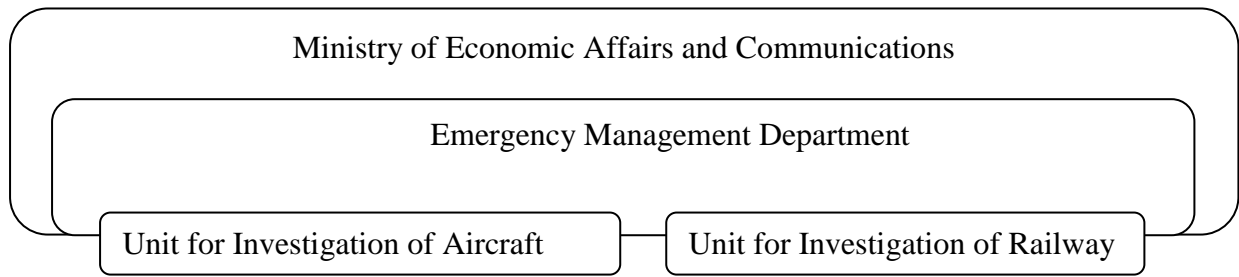 Ministry of Economic Affairs and Communications
Emergency Management Department
Unit for Investigation of Aircraft
Unit for Investigation of Railway